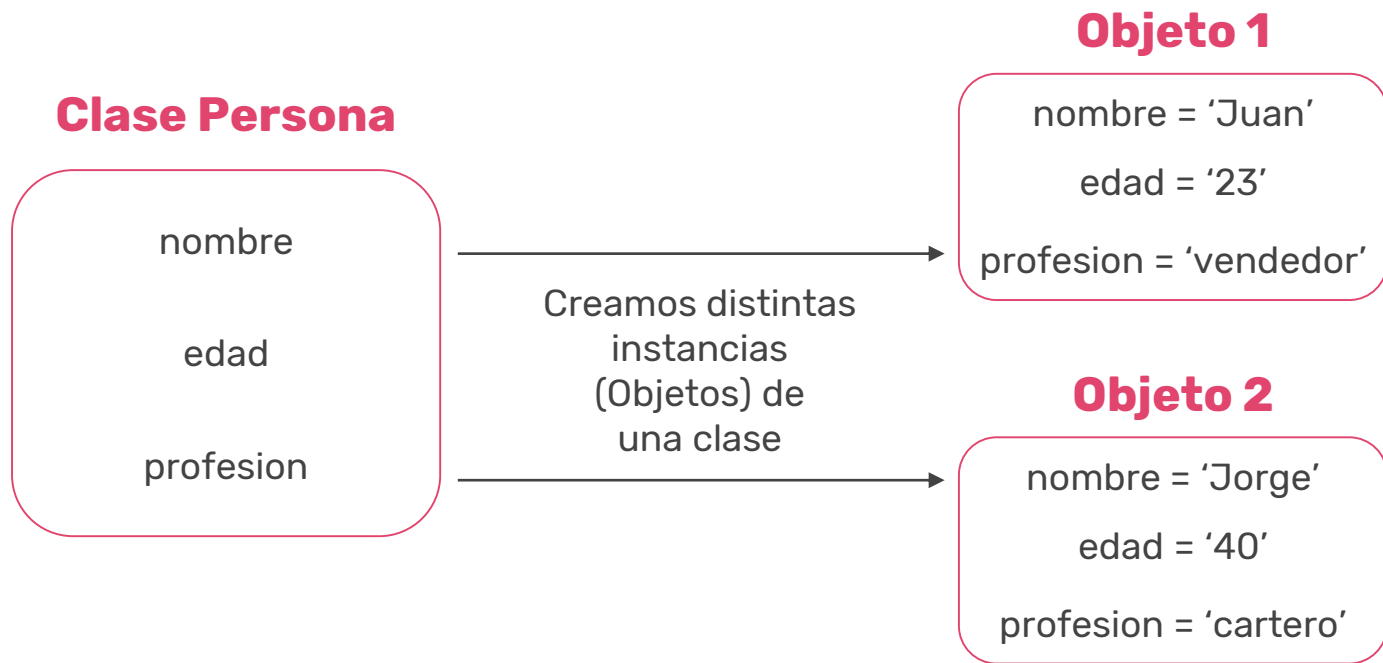 Clase Persona
nombre
edad
profesion
Creamos distintas
instancias
(Objetos) de
una clase
Objeto 1
nombre = ‘Juan’
edad = ‘23’
profesion = ‘vendedor’
Objeto 2
nombre = ‘Jorge’
edad = ‘40’
profesion = ‘cartero’